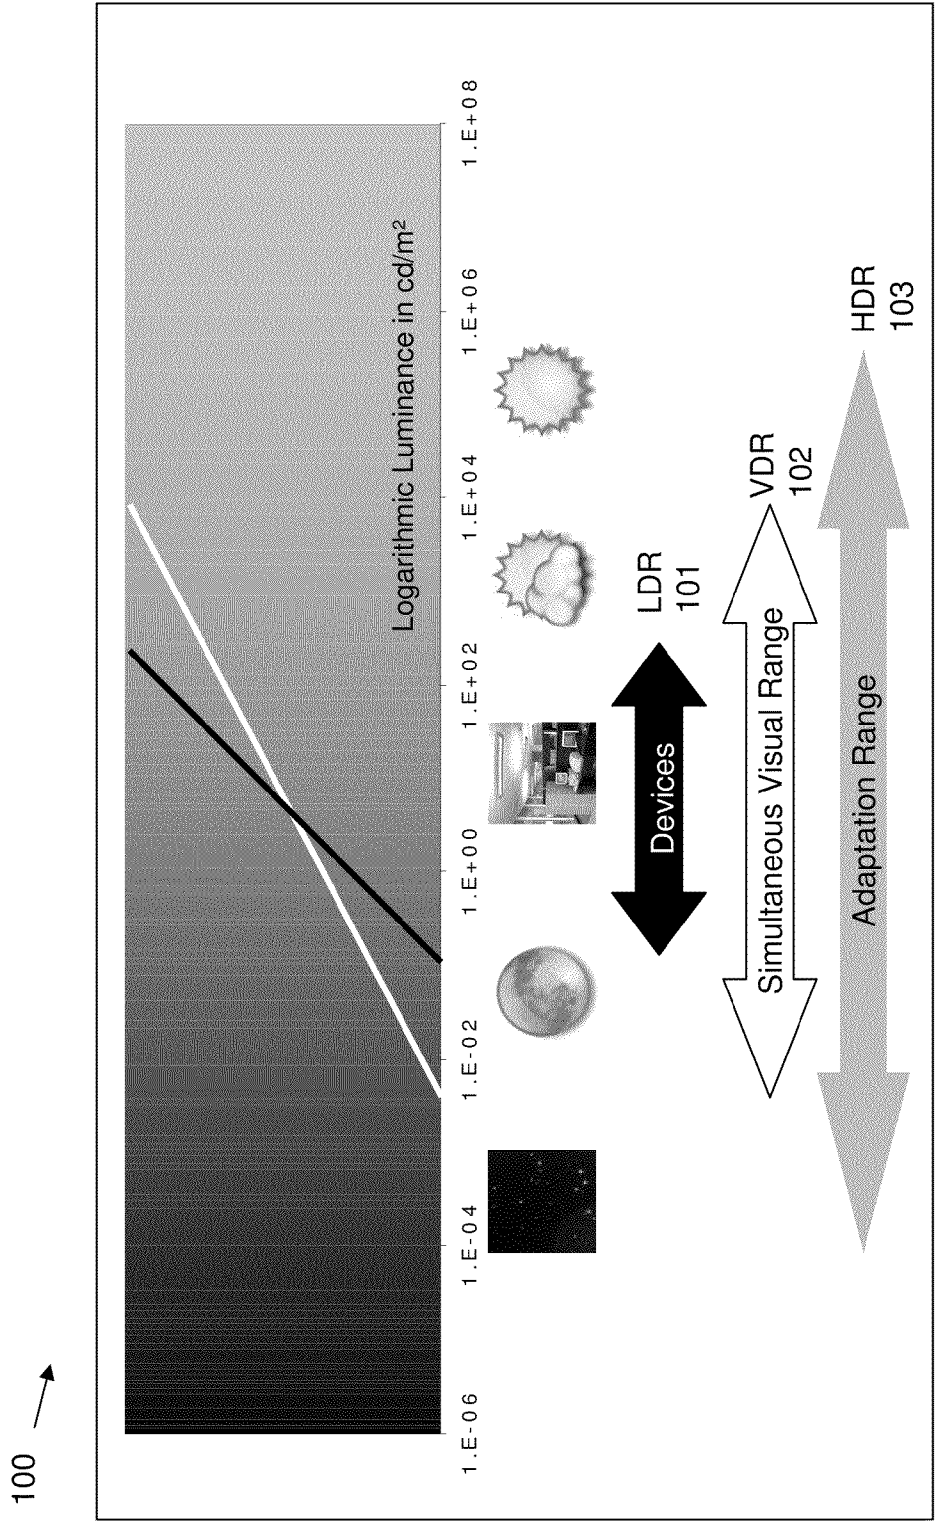 100
Logarithmic Luminance in cd/m²
1.E-06
1.E-04
1.E-02
1.E+00
1.E+02
1.E+04
1.E+06
1.E+08
Devices
LDR
101
Simultaneous Visual Range
VDR
102
Adaptation Range
HDR
103